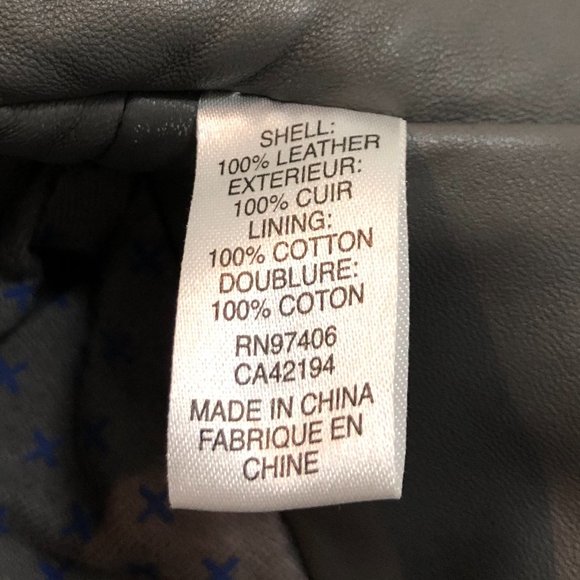 SHELL:
100% LEATHER
EXTERIEUR:
100% CUIR
LINING:
100% COTTON
DOUBLURE:
100% COTON
RN97406
CA42194
MADE IN CHINA
FABRIQUE EN
CHINE